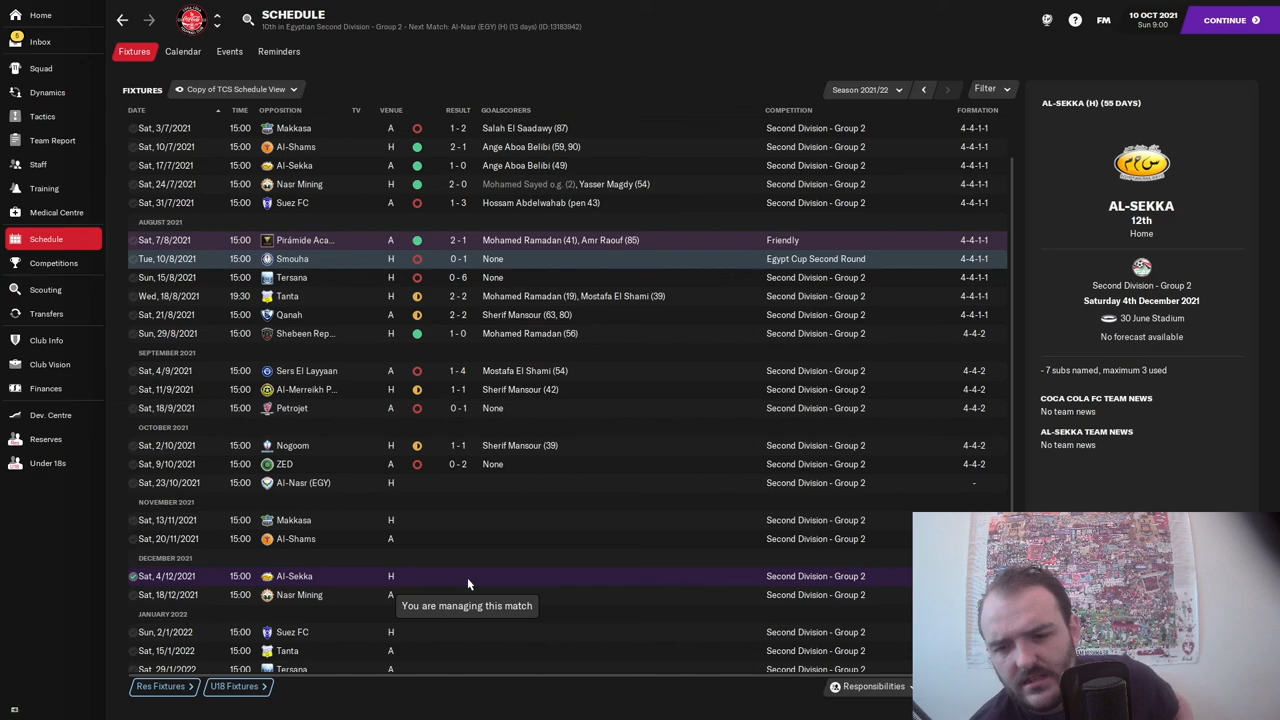 Home
SCHEDULE
10th in Egyptian Second Division - Group 2 - Next Match: Al-Nasr (EGY) (H) (13 days) (ID:13183942)
FM
10 OCT 2021
Sun 9:00
CONTINUE
5
Inbox
Squad
Dynamics
Tactics
Team Report
Staff
Training
Medical Centre
Schedule
Competitions
Scouting
Transfers
Club Info
Club Vision
Finances
Dev. Centre
Reserves
Under 18s
Fixtures Calendar Events Reminders
FIXTURES Copy of TCS Schedule View Season 2021/22 Filter
DATE TIME OPPOSITION TV VENUE RESULT GOALSCORERS COMPETITION FORMATION
Sat, 3/7/2021 15:00 Makkasa A 1 - 2 Salah El Saadawy (87) Second Division - Group 2 4-4-1-1
Sat, 10/7/2021 15:00 Al-Shams H 2 - 1 Ange Aboa Belibi (59, 90) Second Division - Group 2 4-4-1-1
Sat, 17/7/2021 15:00 Al-Sekka A 1 - 0 Ange Aboa Belibi (49) Second Division - Group 2 4-4-1-1
Sat, 24/7/2021 15:00 Nasr Mining H 2 - 0 Mohamed Sayed o.g. (2), Yasser Magdy (54) Second Division - Group 2 4-4-1-1
Sat, 31/7/2021 15:00 Suez FC A 1 - 3 Hossam Abdelwahab (pen 43) Second Division - Group 2 4-4-1-1
AUGUST 2021
Sat, 7/8/2021 15:00 Pirámide Aca... A 2 - 1 Mohamed Ramadan (41), Amr Raouf (85) Friendly 4-4-1-1
Tue, 10/8/2021 15:00 Smouha H 0 - 1 None Egypt Cup Second Round 4-4-1-1
Sun, 15/8/2021 15:00 Tersana H 0 - 6 None Second Division - Group 2 4-4-1-1
Wed, 18/8/2021 19:30 Tanta H 2 - 2 Mohamed Ramadan (19), Mostafa El Shami (39) Second Division - Group 2 4-4-1-1
Sat, 21/8/2021 15:00 Qanah A 2 - 2 Sherif Mansour (63, 80) Second Division - Group 2 4-4-1-1
Sun, 29/8/2021 15:00 Shebeen Rep... H 1 - 0 Mohamed Ramadan (56) Second Division - Group 2 4-4-2
SEPTEMBER 2021
Sat, 4/9/2021 15:00 Sers El Layyaan A 1 - 4 Mostafa El Shami (54) Second Division - Group 2 4-4-2
Sat, 11/9/2021 15:00 Al-Merreikh P... H 1 - 1 Sherif Mansour (42) Second Division - Group 2 4-4-2
Sat, 18/9/2021 15:00 Petrojet A 0 - 1 None Second Division - Group 2 4-4-2
OCTOBER 2021
Sat, 2/10/2021 15:00 Nogoom H 1 - 1 Sherif Mansour (39) Second Division - Group 2 4-4-2
Sat, 9/10/2021 15:00 ZED A 0 - 2 None Second Division - Group 2 4-4-2
Sat, 23/10/2021 15:00 Al-Nasr (EGY) H Second Division - Group 2 -
NOVEMBER 2021
Sat, 13/11/2021 15:00 Makkasa H Second Division - Group 2
Sat, 20/11/2021 15:00 Al-Shams A Second Division - Group 2
DECEMBER 2021
Sat, 4/12/2021 15:00 Al-Sekka H Second Division - Group 2
Sat, 18/12/2021 15:00 Nasr Mining A Second Division - Group 2
You are managing this match
JANUARY 2022
Sun, 2/1/2022 15:00 Suez FC H Second Division - Group 2
Sat, 15/1/2022 15:00 Tanta A Second Division - Group 2
Sat, 29/1/2022 15:00 Tersana A Second Division - Group 2
Res Fixtures U18 Fixtures Responsibilities
AL-SEKKA (H) (55 DAYS)
AL-SEKKA
12th
Home
Second Division - Group 2
Saturday 4th December 2021
30 June Stadium
No forecast available
- 7 subs named, maximum 3 used
COCA COLA FC TEAM NEWS
No team news
AL-SEKKA TEAM NEWS
No team news